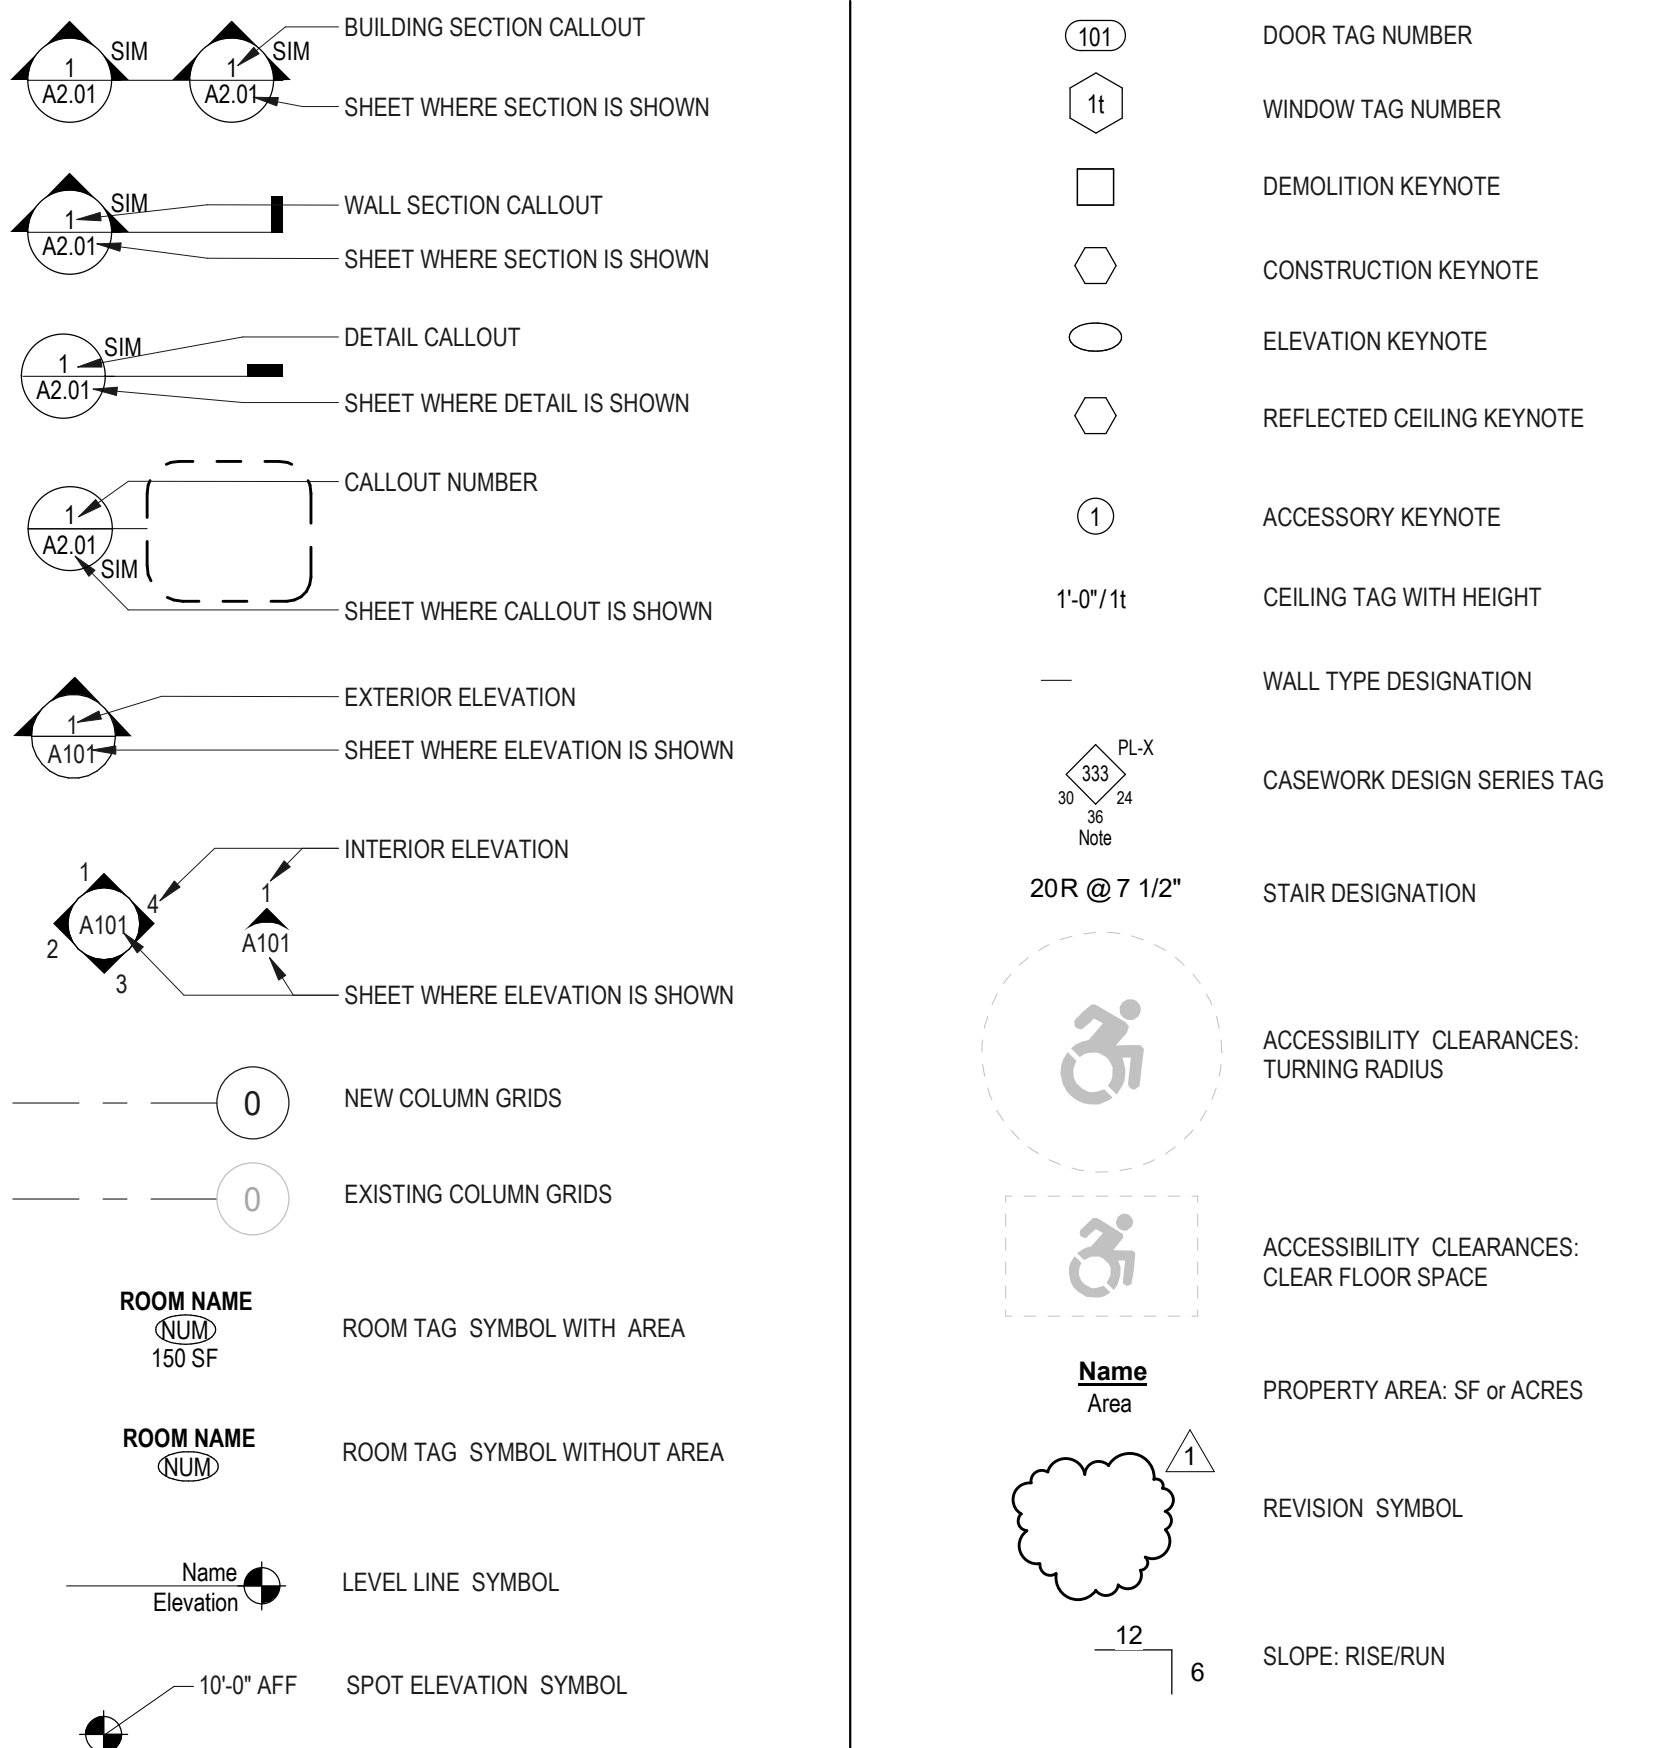 BUILDING SECTION CALLOUT
SIM
SIM
1
1
A2.01
A2.01
SHEET WHERE SECTION IS SHOWN
SIM
WALL SECTION CALLOUT
1
A2.01
SHEET WHERE SECTION IS SHOWN
DETAIL CALLOUT
SIM
1
A2.01
SHEET WHERE DETAIL IS SHOWN
CALLOUT NUMBER
1
A2.01
SIM
SHEET WHERE CALLOUT IS SHOWN
EXTERIOR ELEVATION
1
A101
SHEET WHERE ELEVATION IS SHOWN
INTERIOR ELEVATION
1
4
1
A101
A101
2
3
SHEET WHERE ELEVATION IS SHOWN
0
NEW COLUMN GRIDS
0
EXISTING COLUMN GRIDS
ROOM NAME
NUM
150 SF
ROOM TAG SYMBOL WITH AREA
ROOM NAME
NUM
ROOM TAG SYMBOL WITHOUT AREA
Name
Elevation
LEVEL LINE SYMBOL
10'-0" AFF
SPOT ELEVATION SYMBOL
101
DOOR TAG NUMBER
1t
WINDOW TAG NUMBER
DEMOLITION KEYNOTE
CONSTRUCTION KEYNOTE
ELEVATION KEYNOTE
REFLECTED CEILING KEYNOTE
1
ACCESSORY KEYNOTE
1'-0"/1t
CEILING TAG WITH HEIGHT
WALL TYPE DESIGNATION
PL-X
333
30
24
36
Note
CASEWORK DESIGN SERIES TAG
20R @ 7 1/2"
STAIR DESIGNATION
ACCESSIBILITY CLEARANCES:
TURNING RADIUS
ACCESSIBILITY CLEARANCES:
CLEAR FLOOR SPACE
Name
Area
PROPERTY AREA: SF or ACRES
1
REVISION SYMBOL
12
6
SLOPE: RISE/RUN